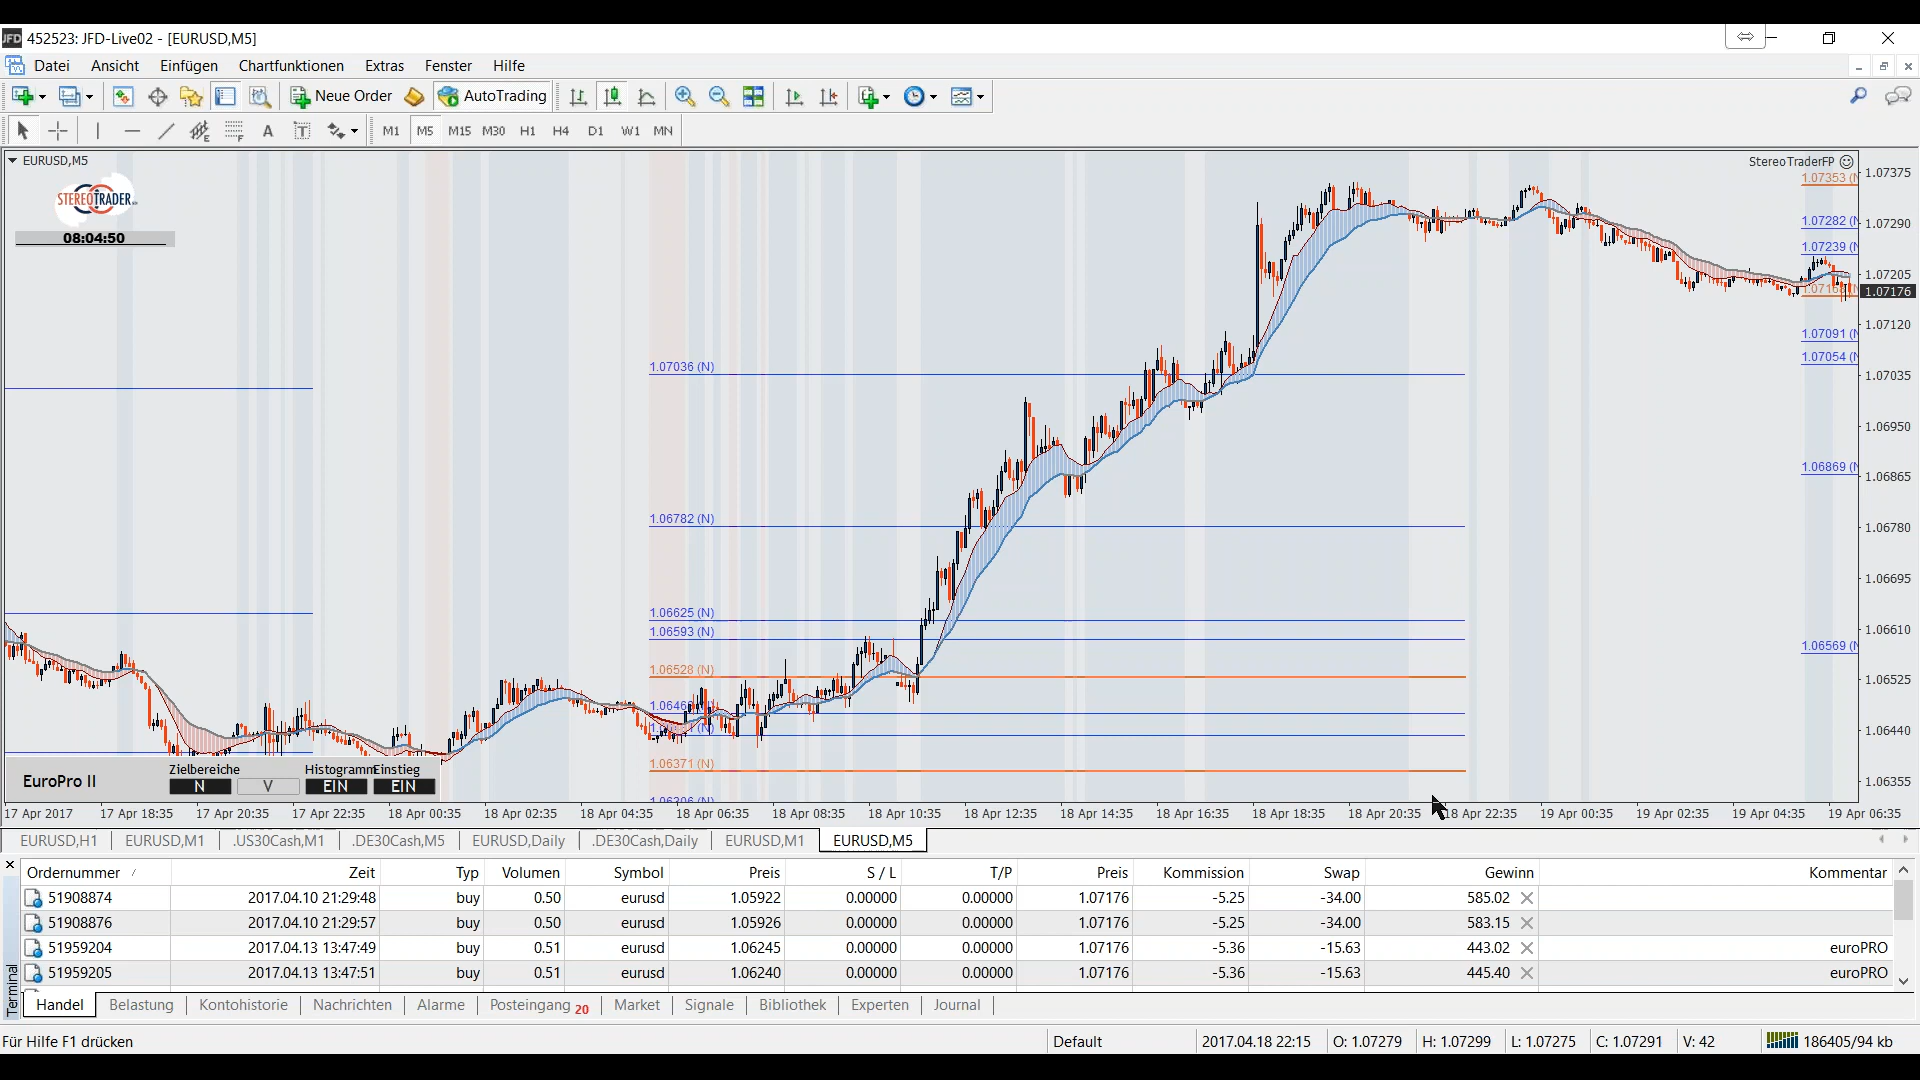 452523: JFD-Live02 - [EURUSD,M5]
Datei Ansicht Einfügen Chartfunktionen Extras Fenster Hilfe
Neue Order AutoTrading
M1 M5 M15 M30 H1 H4 D1 W1 MN
EURUSD,M5
StereoTraderFP
STEREOTRADER
08:04:50
1.07353
1.07282
1.07239
1.07091
1.07054
1.06869
1.06569
1.07036 (N)
1.06782 (N)
1.06625 (N)
1.06593 (N)
1.06528 (N)
1.06371 (N)
1.07375
1.07290
1.07205
1.07176
1.07120
1.07035
1.06950
1.06865
1.06780
1.06695
1.06610
1.06525
1.06440
1.06355
EuroPro II
Zielbereiche Histogramm Einstieg
N V EIN EIN
17 Apr 2017 17 Apr 18:35 17 Apr 20:35 17 Apr 22:35 18 Apr 00:35 18 Apr 02:35 18 Apr 04:35 18 Apr 06:35 18 Apr 08:35 18 Apr 10:35 18 Apr 12:35 18 Apr 14:35 18 Apr 16:35 18 Apr 18:35 18 Apr 20:35 18 Apr 22:35 19 Apr 00:35 19 Apr 02:35 19 Apr 04:35 19 Apr 06:35
EURUSD,H1 EURUSD,M1 .US30Cash,M1 .DE30Cash,M5 EURUSD,Daily .DE30Cash,Daily EURUSD,M1 EURUSD,M5
Ordernummer / Zeit Typ Volumen Symbol Preis S / L T/P Preis Kommission Swap Gewinn Kommentar
51908874 2017.04.10 21:29:48 buy 0.50 eurusd 1.05922 0.00000 0.00000 1.07176 -5.25 -34.00 585.02
51908876 2017.04.10 21:29:57 buy 0.50 eurusd 1.05926 0.00000 0.00000 1.07176 -5.25 -34.00 583.15
51959204 2017.04.13 13:47:49 buy 0.51 eurusd 1.06245 0.00000 0.00000 1.07176 -5.36 -15.63 443.02 euroPRO
51959205 2017.04.13 13:47:51 buy 0.51 eurusd 1.06240 0.00000 0.00000 1.07176 -5.36 -15.63 445.40 euroPRO
Terminal
Handel Belastung Kontohistorie Nachrichten Alarme Posteingang 20 Market Signale Bibliothek Experten Journal
Für Hilfe F1 drücken Default 2017.04.18 22:15 O: 1.07279 H: 1.07299 L: 1.07275 C: 1.07291 V: 42 186405/94 kb